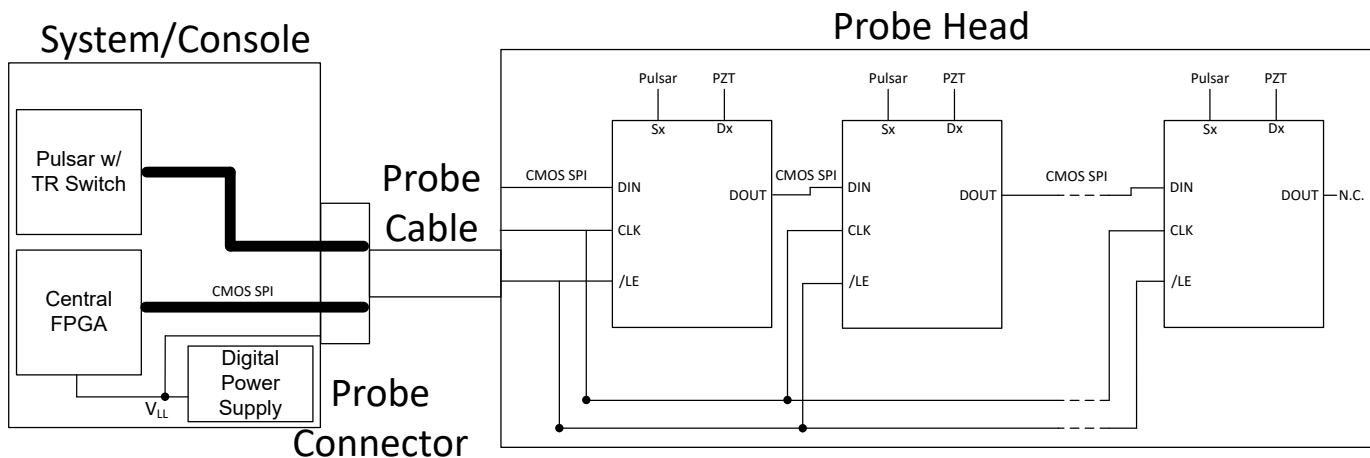 System/Console
Probe Head
Pulsar w/
TR Switch
Central
FPGA
CMOS SPI
Digital
Power
Supply
VLL
Probe
Cable
Probe
Connector
Pulsar
PZT
Sx
Dx
CMOS SPI
DIN
DOUT
CLK
/LE
Pulsar
PZT
Sx
Dx
CMOS SPI
DIN
DOUT
CLK
/LE
Pulsar
PZT
Sx
Dx
CMOS SPI
DIN
DOUT
N.C.
CLK
/LE